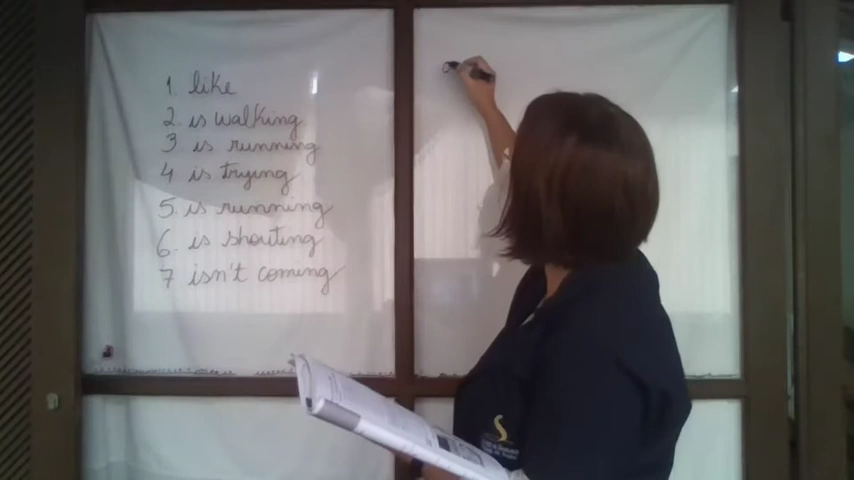 1. like
2. is walking
3 is running
4 is trying
5. is running
6. is shouting
7 isn't coming